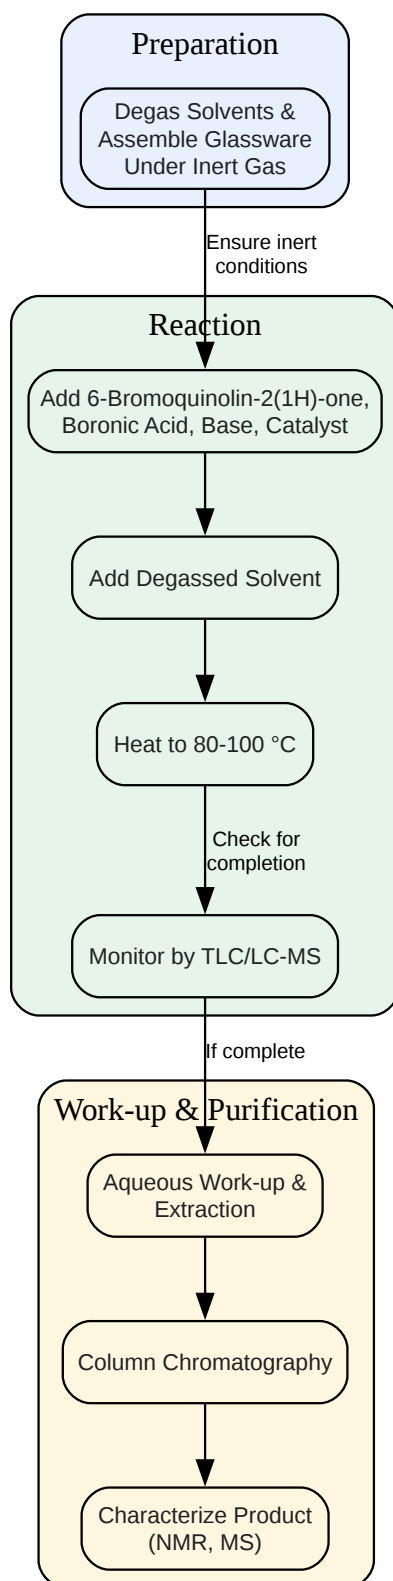 Preparation
Degas Solvents &
Assemble Glassware
Under Inert Gas
Ensure inert
conditions
Reaction
Add 6-Bromoquinolin-2(1H)-one,
Boronic Acid, Base, Catalyst
Add Degassed Solvent
Heat to 80-100 °C
Check for
completion
Monitor by TLC/LC-MS
If complete
Work-up & Purification
Aqueous Work-up &
Extraction
Column Chromatography
Characterize Product
(NMR, MS)